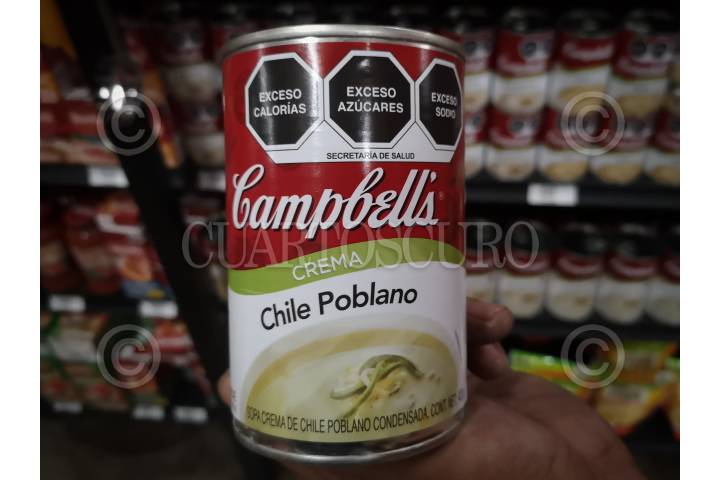 EXCESO
CALORÍAS
EXCESO
AZÚCARES
EXCESO
SODIO
SECRETARÍA DE SALUD
Campbell's
CUARTOSCURO
CREMA
Chile Poblano
SOPA CREMA DE CHILE POBLANO CONDENSADA. CONT.
©
©
©
©